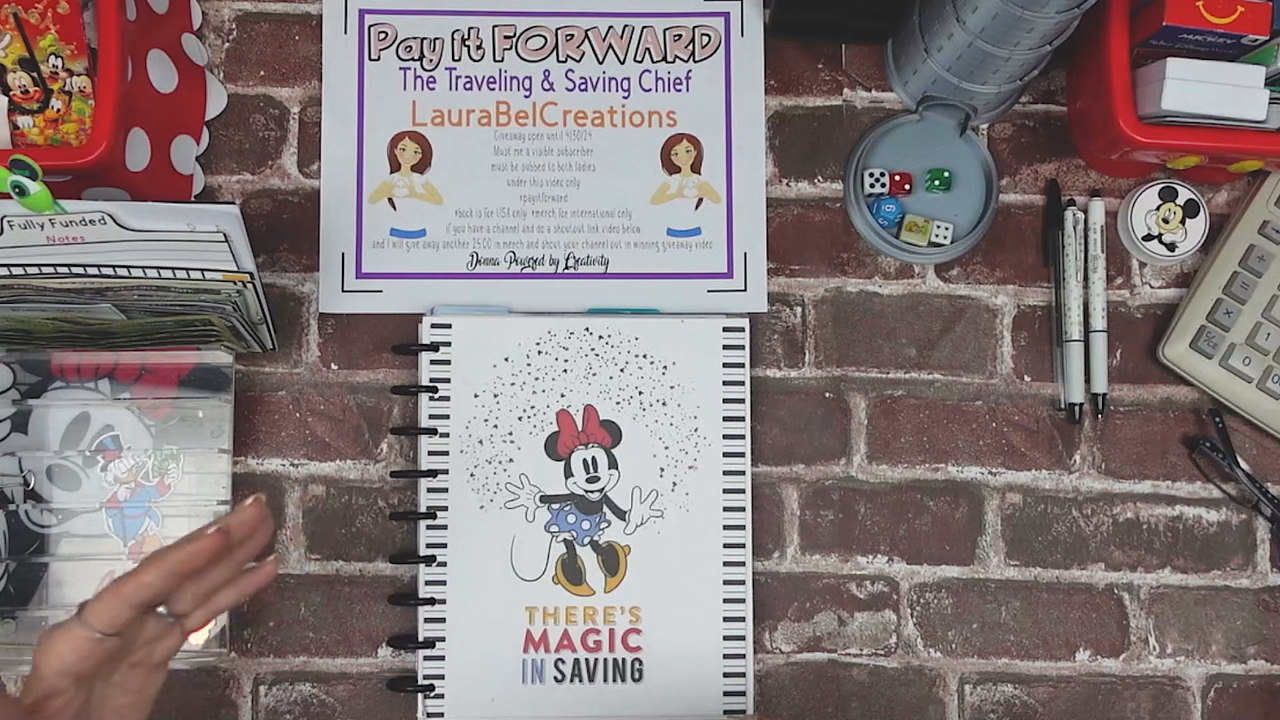 Pay it FORWARD
The Traveling & Saving Chief
LauraBelCreations
Giveaway open until 4/30/24
Must me a visible subscriber
must be subbed to both ladies
under this video only
#payitforward
*book is for USA only *merch for international only
if you have a channel and do a shoutout link video below
and I will give away another 25.00 in merch and shout your channel out in winning giveaway video
Donna Powered by Creativity
Fully Funded
Notes
THERE'S
MAGIC
IN SAVING